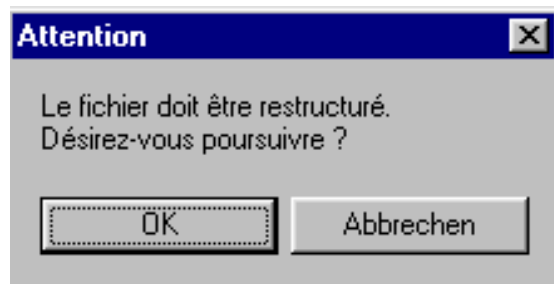 Attention
Le fichier doit être restructuré.
Désirez-vous poursuivre ?
OK
Abbrechen